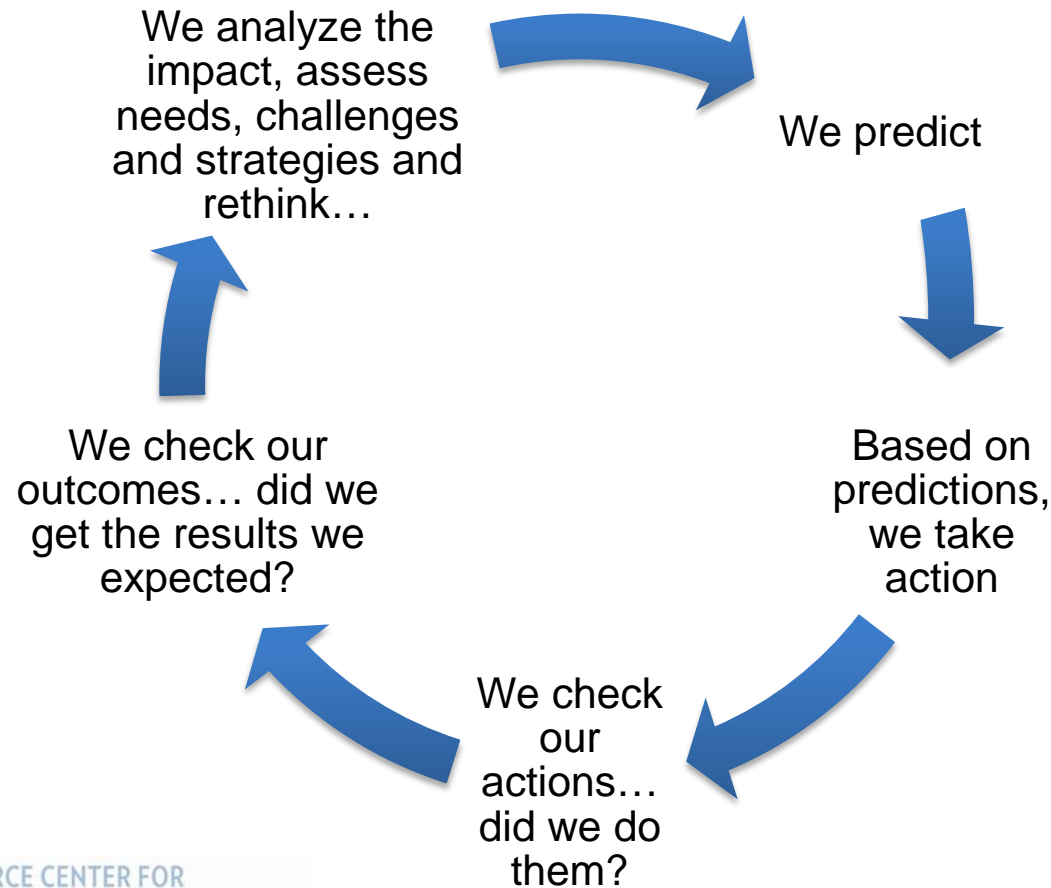 We analyze the
impact, assess
needs, challenges
and strategies and
rethink…
We predict
Based on
predictions,
we take
action
We check
our
actions…
did we do
them?
We check our
outcomes… did we
get the results we
expected?
CENTER FOR